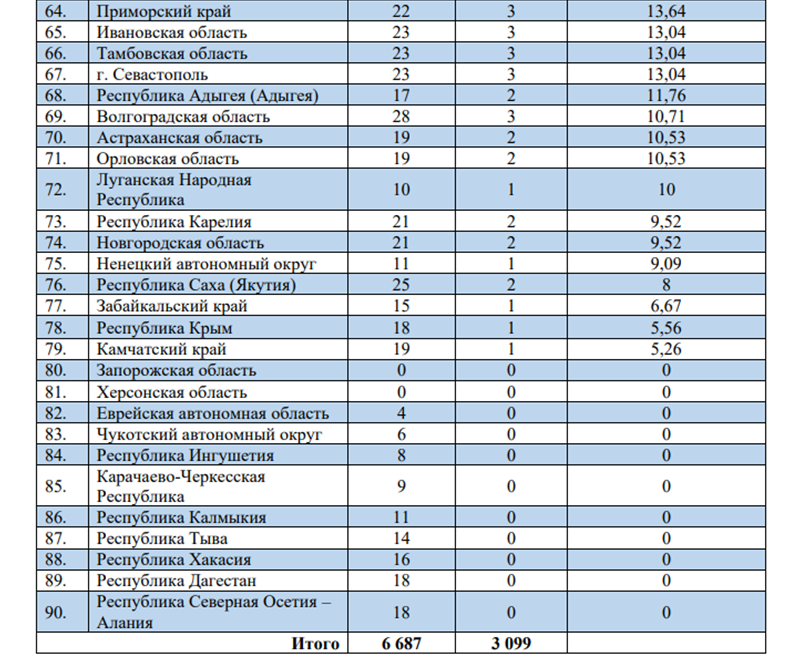 64. Приморский край 22 3 13,64
65. Ивановская область 23 3 13,04
66. Тамбовская область 23 3 13,04
67. г. Севастополь 23 3 13,04
68. Республика Адыгея (Адыгея) 17 2 11,76
69. Волгоградская область 28 3 10,71
70. Астраханская область 19 2 10,53
71. Орловская область 19 2 10,53
72. Луганская Народная
Республика 10 1 10
73. Республика Карелия 21 2 9,52
74. Новгородская область 21 2 9,52
75. Ненецкий автономный округ 11 1 9,09
76. Республика Саха (Якутия) 25 2 8
77. Забайкальский край 15 1 6,67
78. Республика Крым 18 1 5,56
79. Камчатский край 19 1 5,26
80. Запорожская область 0 0 0
81. Херсонская область 0 0 0
82. Еврейская автономная область 4 0 0
83. Чукотский автономный округ 6 0 0
84. Республика Ингушетия 8 0 0
85. Карачаево-Черкесская
Республика 9 0 0
86. Республика Калмыкия 11 0 0
87. Республика Тыва 14 0 0
88. Республика Хакасия 16 0 0
89. Республика Дагестан 18 0 0
90. Республика Северная Осетия –
Алания 18 0 0
Итого 6 687 3 099